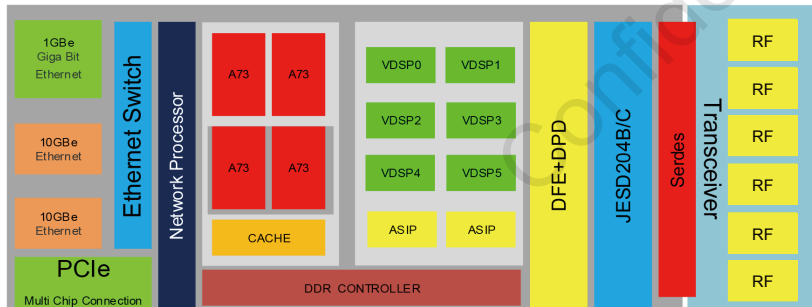 1GBe
Giga Bit
Ethernet
10GBe
Ethernet
10GBe
Ethernet
PCIe
Multi Chip Connection
Ethernet Switch
Network Processor
A73
A73
A73
A73
CACHE
DDR CONTROLLER
VDSP0
VDSP1
VDSP2
VDSP3
VDSP4
VDSP5
ASIP
ASIP
DFE+DPD
JESD204B/C
Serdes
Transceiver
RF
RF
RF
RF
RF
RF